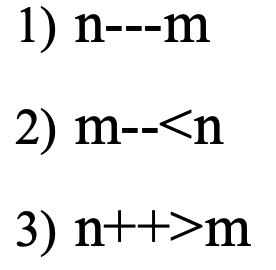 1) n---m
2) m--<n
3) n++>m